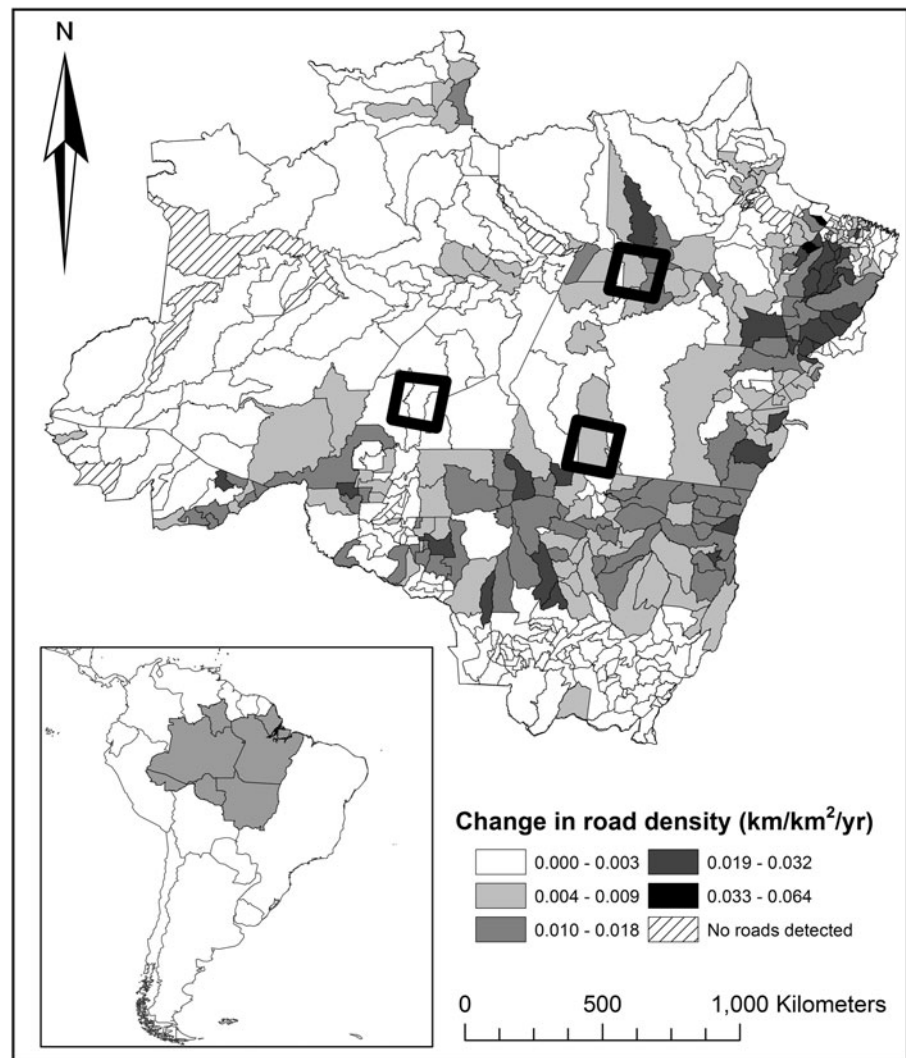 N
Change in road density (km/km²/yr)
0.000 - 0.003
0.019 - 0.032
0.004 - 0.009
0.033 - 0.064
0.010 - 0.018
No roads detected
0 500 1,000 Kilometers